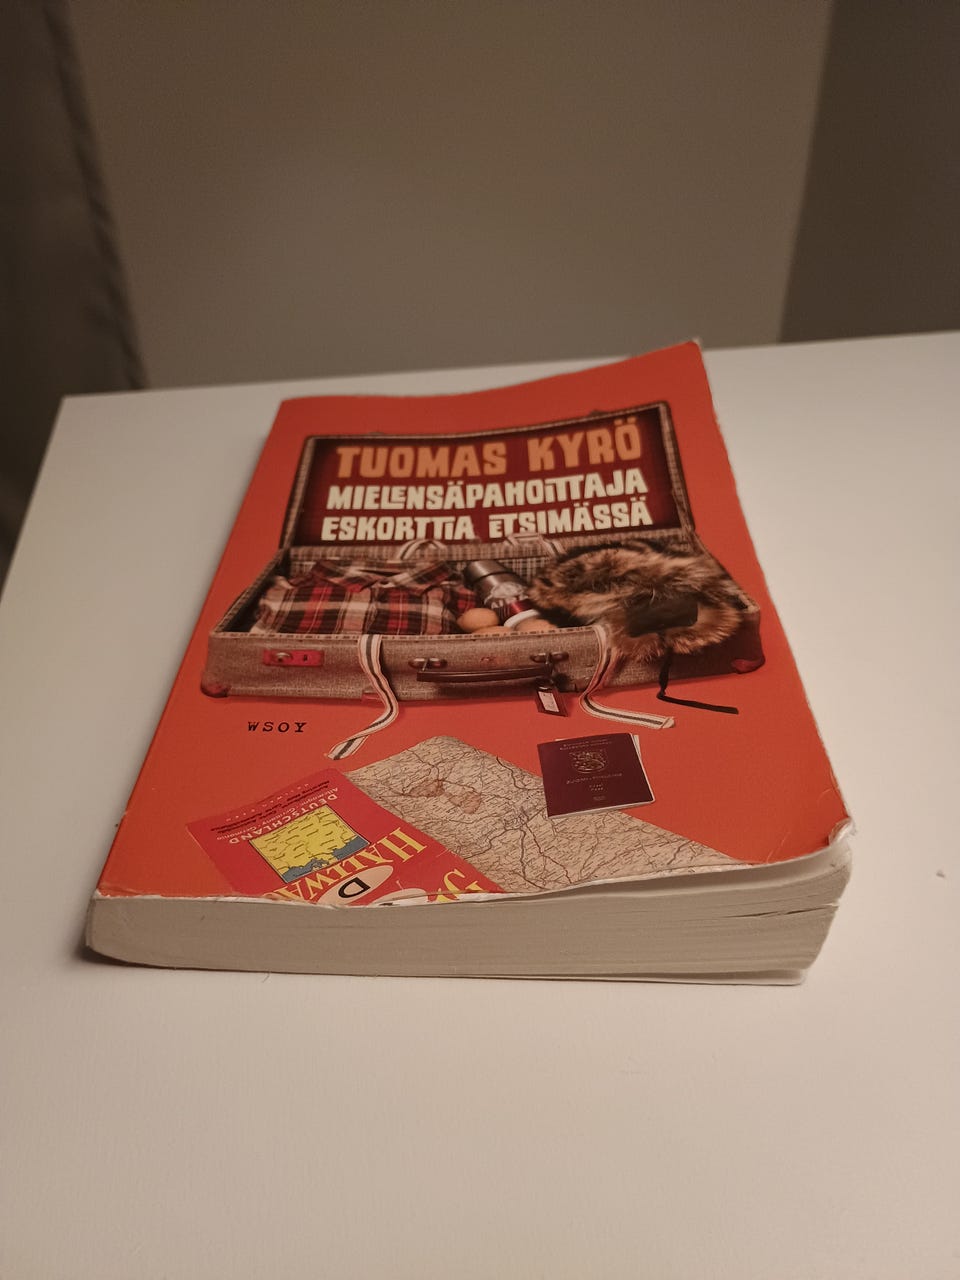 TUOMAS KYRÖ
MIELENSÄPAHOITTAJA
ESKORTTIA ETSIMÄSSÄ
WSOY
DEUTSCHLAND
HALLWAG
D